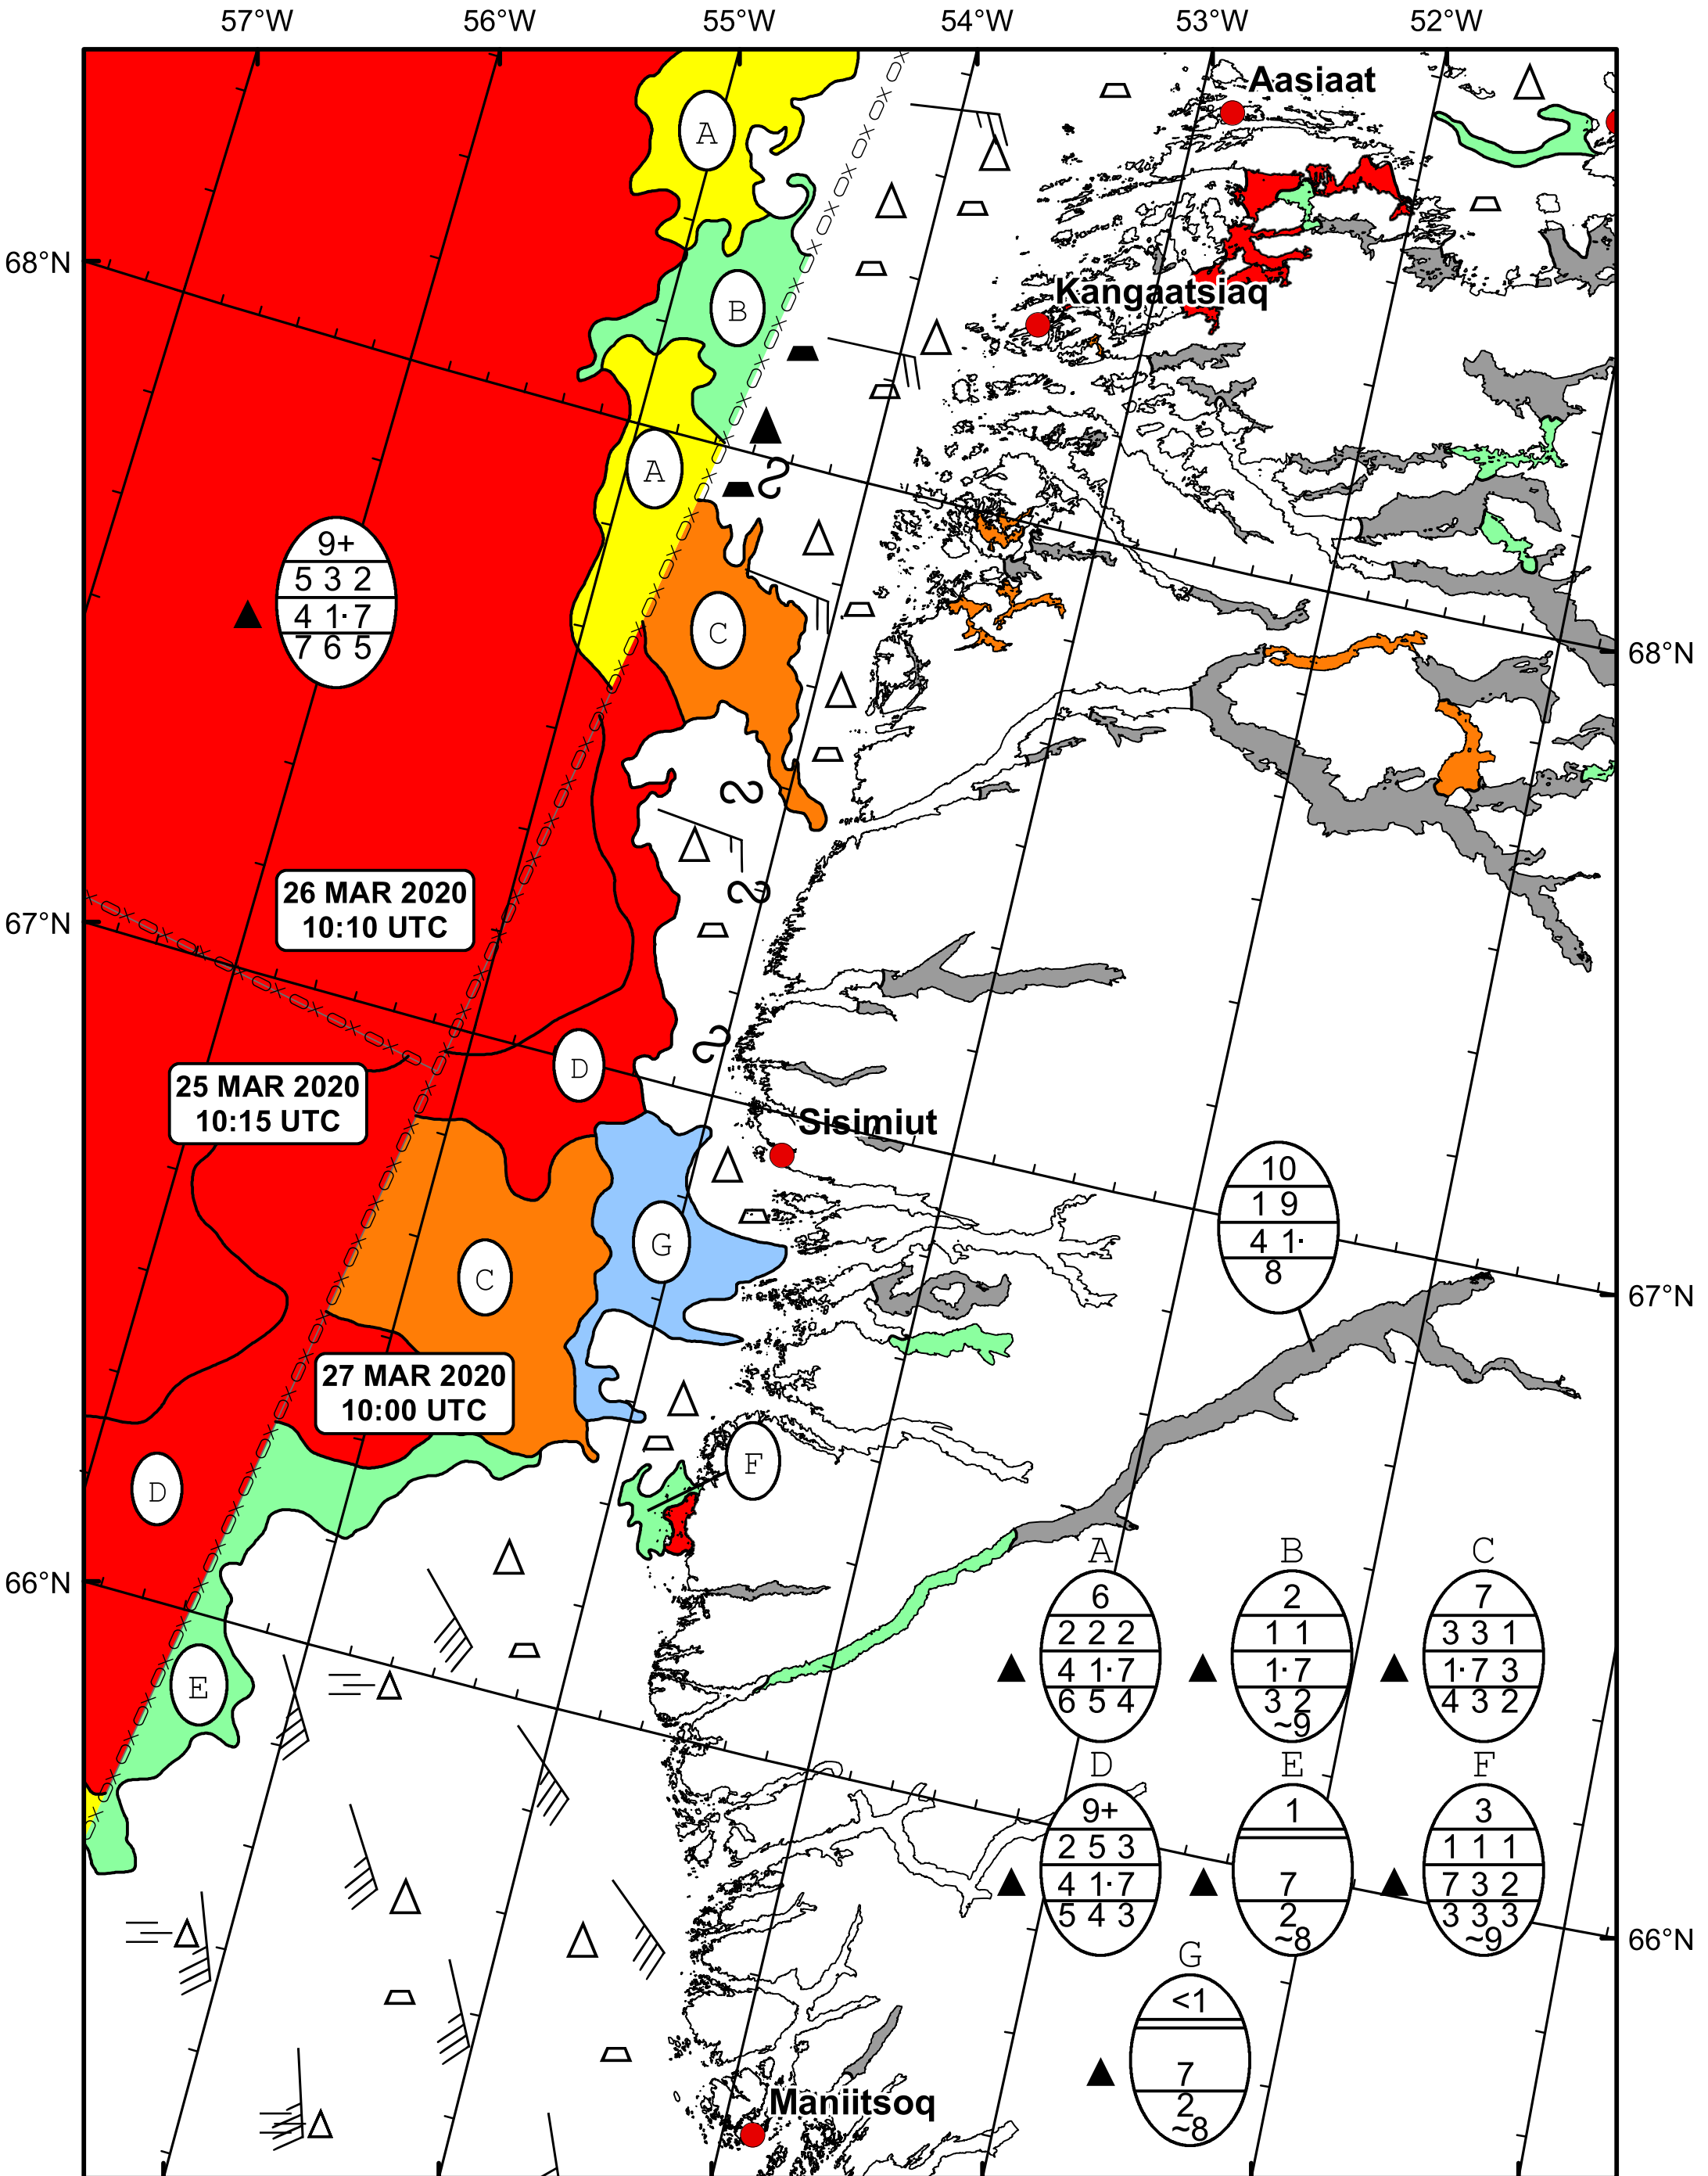 57°W 56°W 55°W 54°W 53°W 52°W
Aasiaat
A
68°N
B
Kangaatsiaq
A
9+
5 3 2
4 1· 7
7 6 5
C
68°N
26 MAR 2020
10:10 UTC
67°N
D
25 MAR 2020
10:15 UTC
Sisimiut
10
1 9
4 1·
8
G
C
67°N
27 MAR 2020
10:00 UTC
F
D
66°N
E
A
6
2 2 2
4 1· 7
6 5 4
B
2
1 1
1· 7
3 2
~9
C
7
3 3 1
1· 7 3
4 3 2
D
9+
2 5 3
4 1· 7
5 4 3
E
1
7
2
~8
F
3
1 1 1
7 3 2
3 3 3
~9
66°N
G
<1
7
2
~8
Maniitsoq